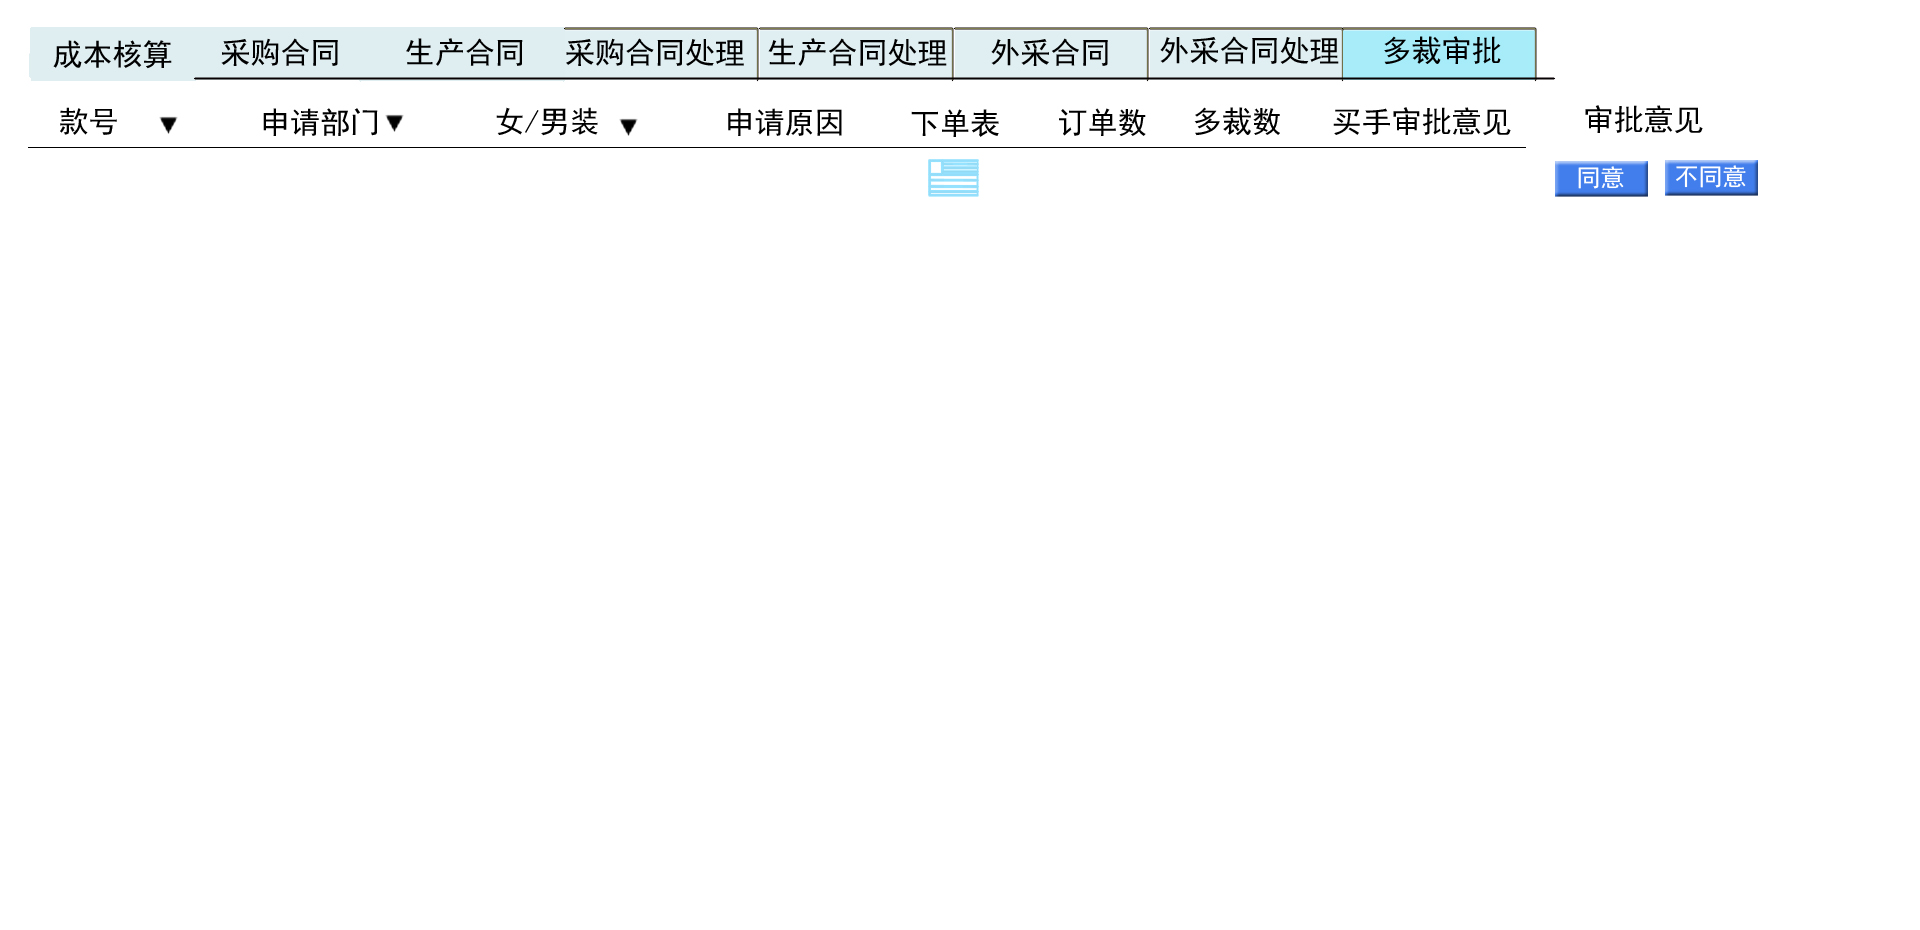 成本核算 采购合同 生产合同 采购合同处理 生产合同处理 外采合同 外采合同处理 多裁审批
款号 ▼ 申请部门▼ 女/男装 ▼ 申请原因 下单表 订单数 多裁数 买手审批意见 审批意见
同意 不同意